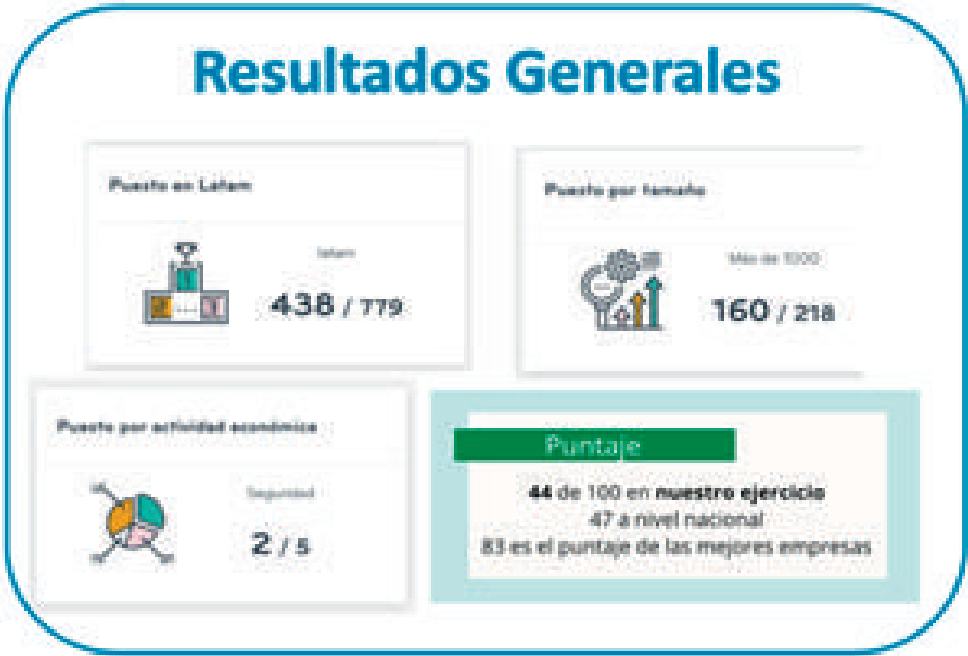 Resultados Generales
Puesto en Latam
latam
438 / 779
Puesto por tamaño
Más de 1000
160 / 218
Puesto por actividad económica
Seguridad
2 / 5
Puntaje
44 de 100 en nuestro ejercicio
47 a nivel nacional
83 es el puntaje de las mejores empresas